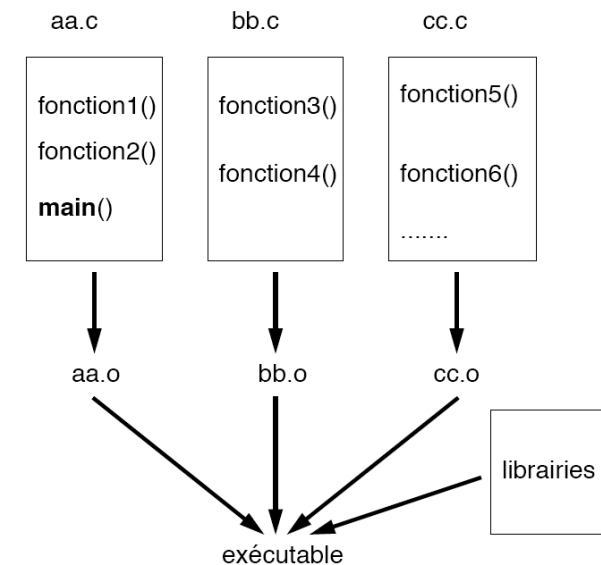 aa.c
bb.c
cc.c
fonction1()
fonction2()
main()
fonction3()
fonction4()
fonction5()
fonction6()
.......
aa.o
bb.o
cc.o
librairies
exécutable